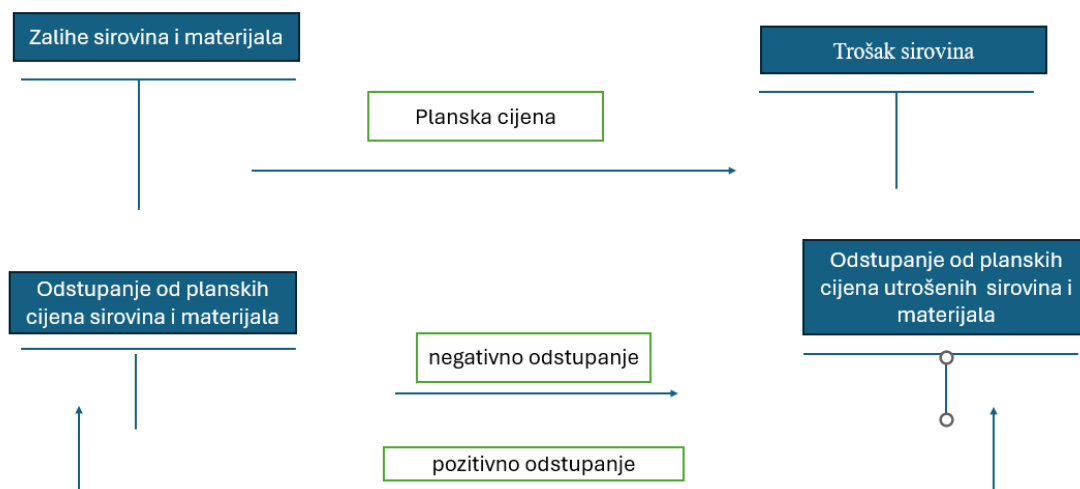 Zalihe sirovina i materijala
Trošak sirovina
Planska cijena
Odstupanje od planskih
cijena sirovina i materijala
Odstupanje od planskih
cijena utrošenih sirovina i
materijala
negativno odstupanje
pozitivno odstupanje